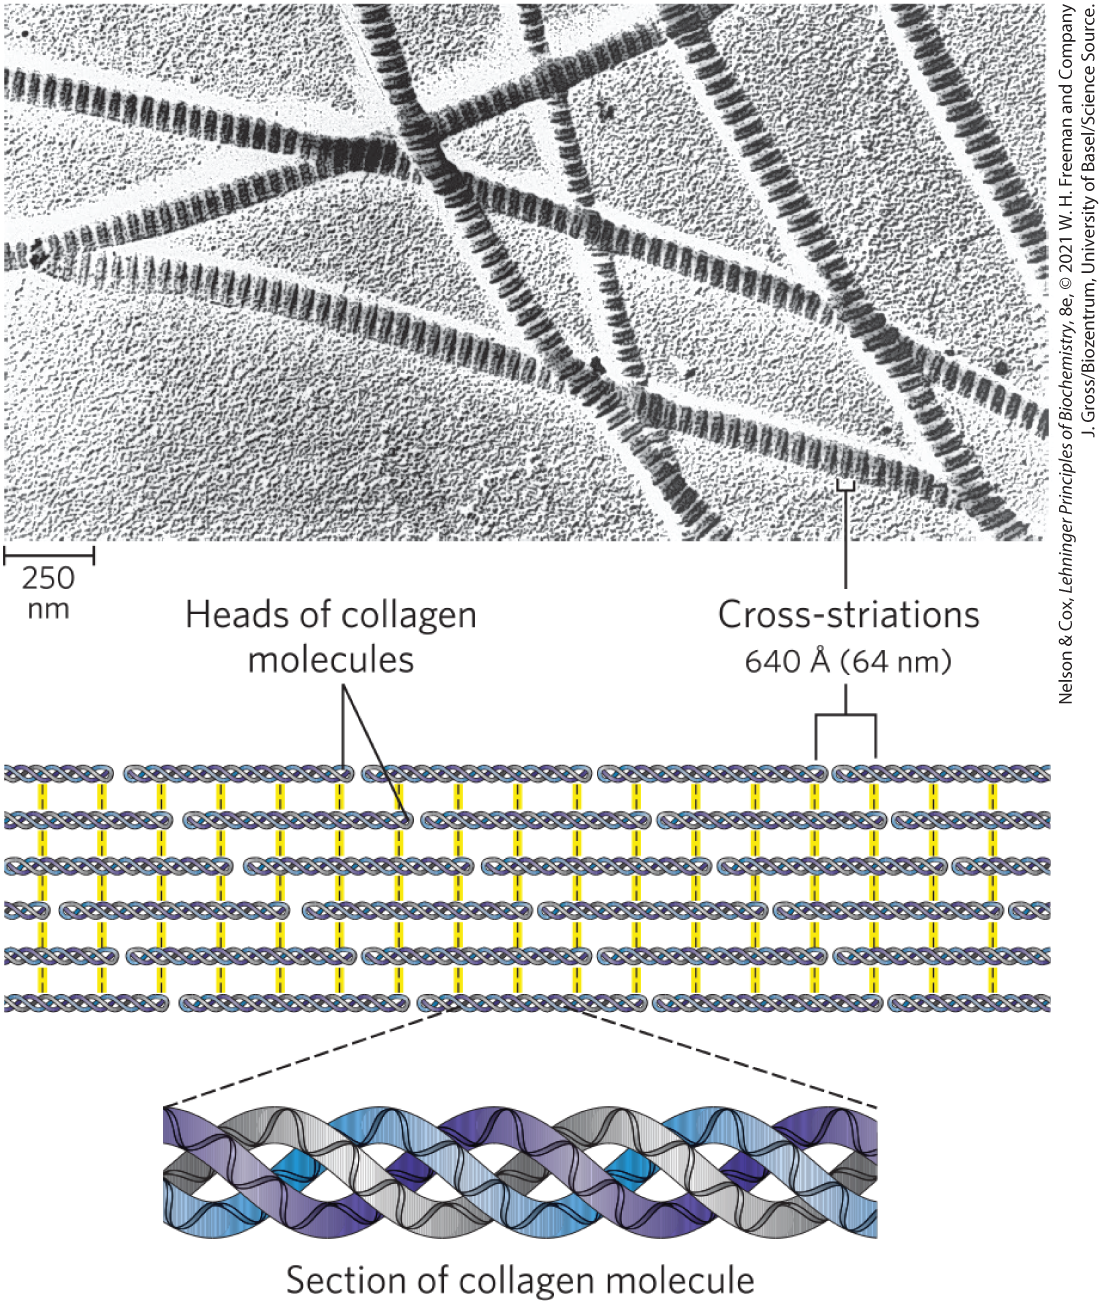 Nelson & Cox, Lehninger Principles of Biochemistry, 8e, © 2021 W. H. Freeman and Company
J. Gross/Biozentrum, University of Basel/Science Source.
250
nm
Heads of collagen
molecules
Cross-striations
640 Å (64 nm)
Section of collagen molecule